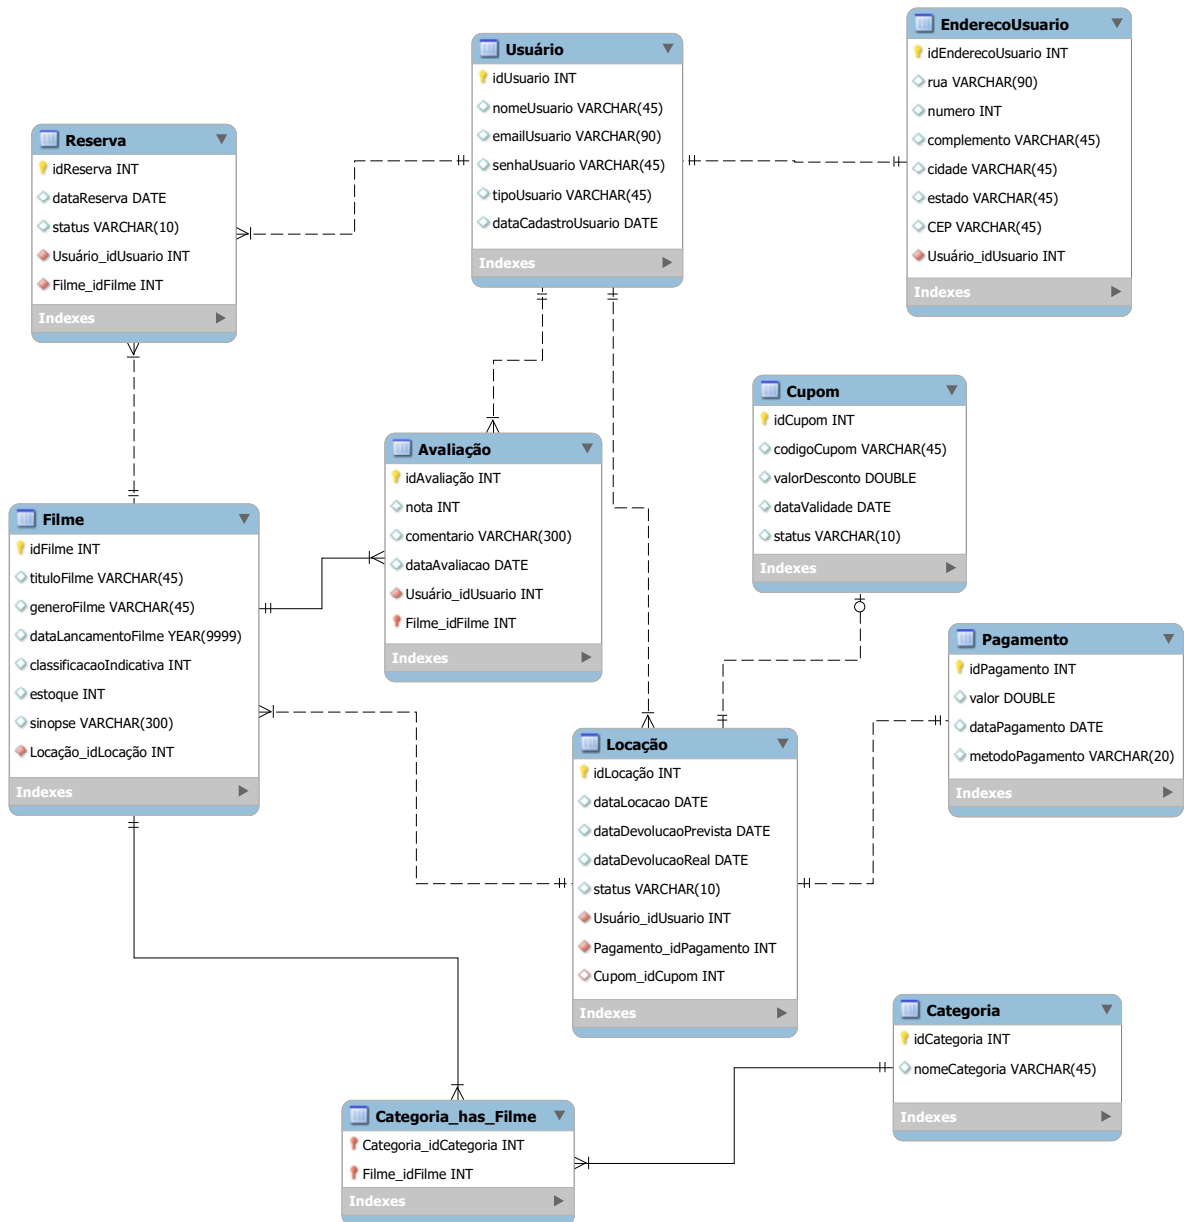 EnderecoUsuario
idEnderecoUsuario INT
rua VARCHAR(90)
numero INT
complemento VARCHAR(45)
cidade VARCHAR(45)
estado VARCHAR(45)
CEP VARCHAR(45)
Usuário_idUsuario INT
Indexes
Usuário
idUsuario INT
nomeUsuario VARCHAR(45)
emailUsuario VARCHAR(90)
senhaUsuario VARCHAR(45)
tipoUsuario VARCHAR(45)
dataCadastroUsuario DATE
Indexes
Reserva
idReserva INT
dataReserva DATE
status VARCHAR(10)
Usuário_idUsuario INT
Filme_idFilme INT
Indexes
Cupom
idCupom INT
codigoCupom VARCHAR(45)
valorDesconto DOUBLE
dataValidade DATE
status VARCHAR(10)
Indexes
Avaliação
idAvaliação INT
nota INT
comentario VARCHAR(300)
dataAvaliacao DATE
Usuário_idUsuario INT
Filme_idFilme INT
Indexes
Filme
idFilme INT
tituloFilme VARCHAR(45)
generoFilme VARCHAR(45)
dataLancamentoFilme YEAR(9999)
classificacaoIndicativa INT
estoque INT
sinopse VARCHAR(300)
Locação_idLocação INT
Indexes
Pagamento
idPagamento INT
valor DOUBLE
dataPagamento DATE
metodoPagamento VARCHAR(20)
Indexes
Locação
idLocação INT
dataLocacao DATE
dataDevolucaoPrevista DATE
dataDevolucaoReal DATE
status VARCHAR(10)
Usuário_idUsuario INT
Pagamento_idPagamento INT
Cupom_idCupom INT
Indexes
Categoria
idCategoria INT
nomeCategoria VARCHAR(45)
Indexes
Categoria_has_Filme
Categoria_idCategoria INT
Filme_idFilme INT
Indexes